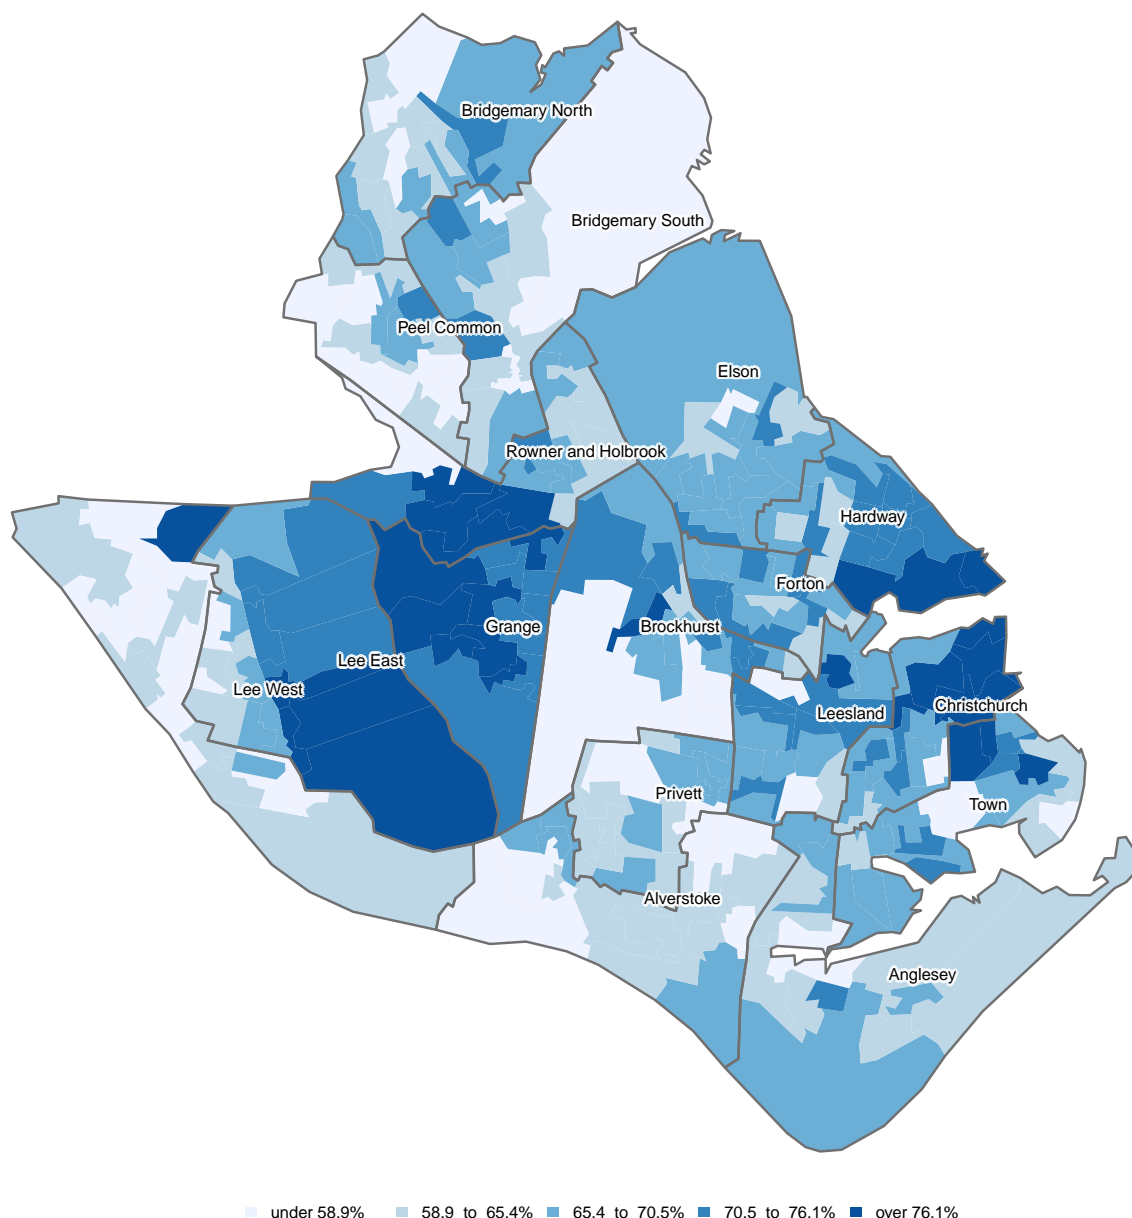 Bridgemary North
Bridgemary South
Peel Common
Elson
Rowner and Holbrook
Hardway
Forton
Grange
Brockhurst
Lee East
Lee West
Christchurch
Leesland
Privett
Town
Alverstoke
Anglesey
under 58.9% 58.9 to 65.4% 65.4 to 70.5% 70.5 to 76.1% over 76.1%